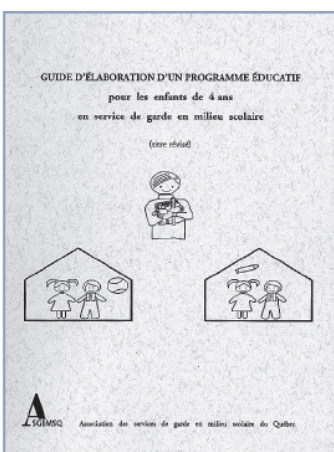 GUIDE D'ÉLABORATION D'UN PROGRAMME ÉDUCATIF
pour les enfants de 4 ans
en service de garde en milieu scolaire
(titre révisé)
ASGEMSQ Association des services de garde en milieu scolaire du Québec